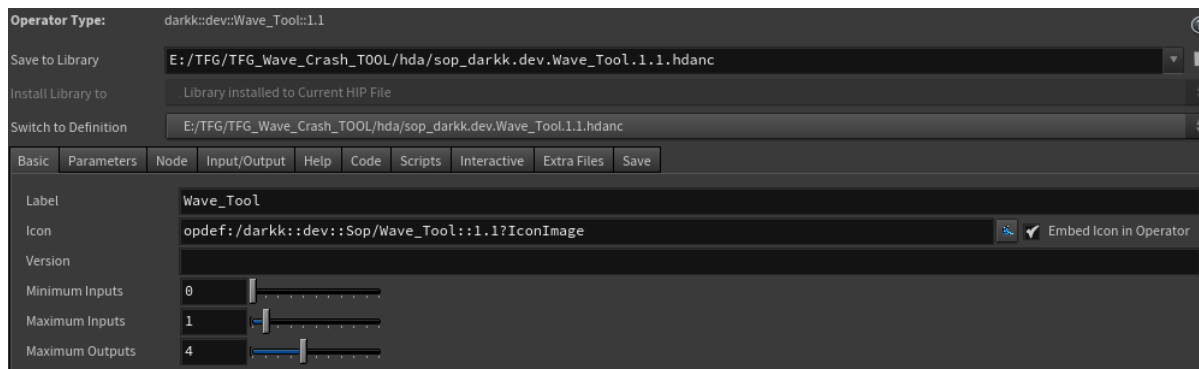 Operator Type: darkk::dev::Wave_Tool::1.1
Save to Library E:/TFG/TFG_Wave_Crash_TOOL/hda/sop_darkk.dev.Wave_Tool.1.1.hdanc
Install Library to Library installed to Current HIP File
Switch to Definition E:/TFG/TFG_Wave_Crash_TOOL/hda/sop_darkk.dev.Wave_Tool.1.1.hdanc
Basic Parameters Node Input/Output Help Code Scripts Interactive Extra Files Save
Label Wave_Tool
Icon opdef:/darkk::dev::Sop/Wave_Tool::1.1?IconImage Embed Icon in Operator
Version
Minimum Inputs 0
Maximum Inputs 1
Maximum Outputs 4